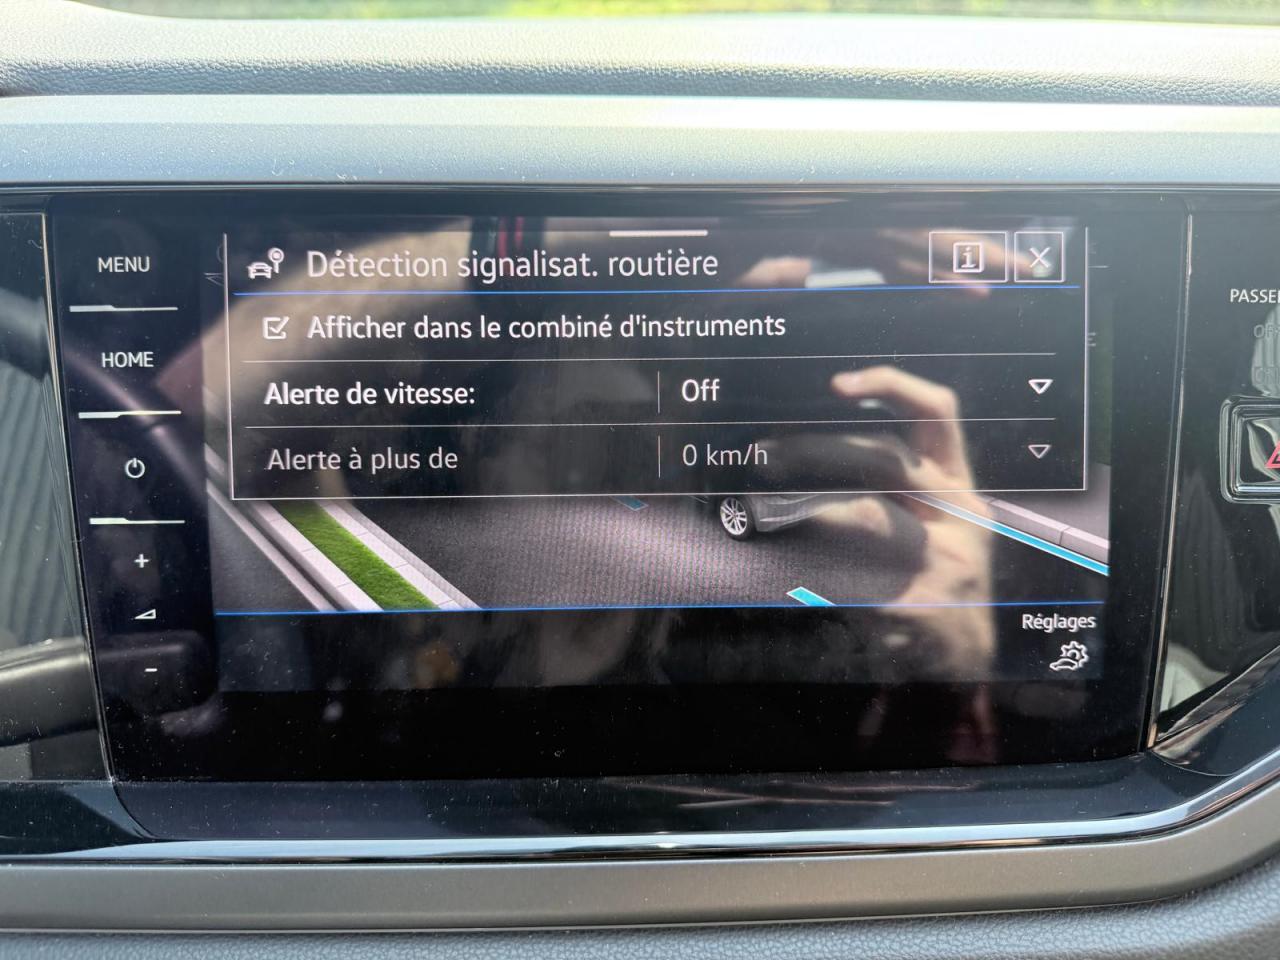 MENU
HOME
Détection signalisat. routière
i
Afficher dans le combiné d'instruments
Alerte de vitesse:
Off
Alerte à plus de
0 km/h
Réglages
+
-